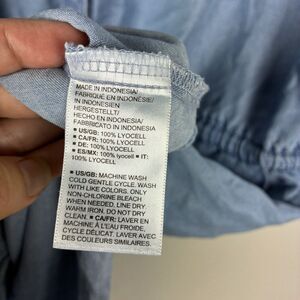 MADE IN INDONESIA/
FABRIQUÉ EN INDONÉSIE/
IN INDONESIEN
HERGESTELLT/
HECHO EN INDONESIA/
FABBRICATO IN INDONESIA
■ US/GB: 100% LYOCELL
■ CA/FR: 100% LYOCELL
■ DE: 100% LYOCELL
■ ES/MX: 100% lyocell ■ IT:
100% LYOCELL
■ US/GB: MACHINE WASH
COLD GENTLE CYCLE. WASH
WITH LIKE COLORS. ONLY
NON-CHLORINE BLEACH
WHEN NEEDED. LINE DRY.
WARM IRON. DO NOT DRY
CLEAN. ■ CA/FR: LAVER EN
MACHINE À L'EAU FROIDE,
CYCLE DÉLICAT. LAVER AVEC
DES COULEURS SIMILAIRES.